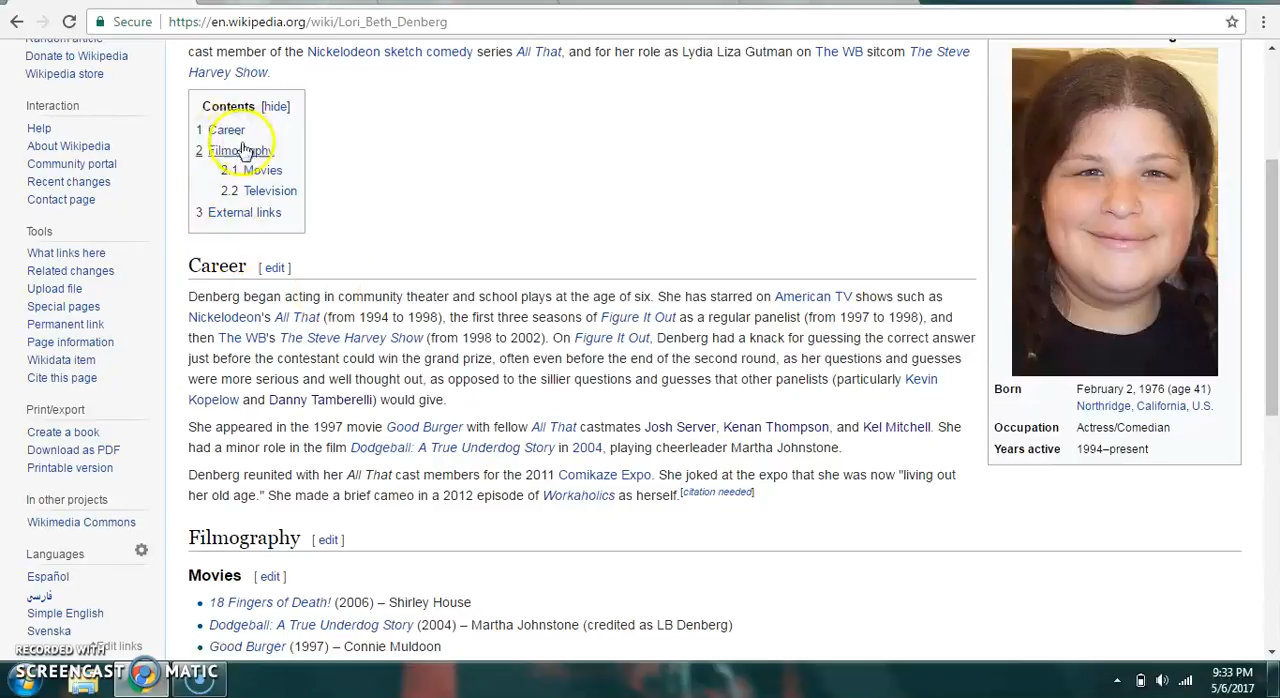 Secure
https://en.wikipedia.org/wiki/Lori_Beth_Denberg
Donate to Wikipedia
Wikipedia store
Interaction
Help
About Wikipedia
Community portal
Recent changes
Contact page
Tools
What links here
Related changes
Upload file
Special pages
Permanent link
Page information
Wikidata item
Cite this page
Print/export
Create a book
Download as PDF
Printable version
In other projects
Wikimedia Commons
Languages
Español
فارسی
Simple English
Svenska
Edit links
cast member of the Nickelodeon sketch comedy series All That, and for her role as Lydia Liza Gutman on The WB sitcom The Steve
Harvey Show.
Contents [hide]
1 Career
2 Filmography
2.1 Movies
2.2 Television
3 External links
Career [ edit ]
Denberg began acting in community theater and school plays at the age of six. She has starred on American TV shows such as
Nickelodeon's All That (from 1994 to 1998), the first three seasons of Figure It Out as a regular panelist (from 1997 to 1998), and
then The WB's The Steve Harvey Show (from 1998 to 2002). On Figure It Out, Denberg had a knack for guessing the correct answer
just before the contestant could win the grand prize, often even before the end of the second round, as her questions and guesses
were more serious and well thought out, as opposed to the sillier questions and guesses that other panelists (particularly Kevin
Kopelow and Danny Tamberelli) would give.
She appeared in the 1997 movie Good Burger with fellow All That castmates Josh Server, Kenan Thompson, and Kel Mitchell. She
had a minor role in the film Dodgeball: A True Underdog Story in 2004, playing cheerleader Martha Johnstone.
Denberg reunited with her All That cast members for the 2011 Comikaze Expo. She joked at the expo that she was now "living out
her old age." She made a brief cameo in a 2012 episode of Workaholics as herself.[citation needed]
Filmography [ edit ]
Movies [ edit ]
• 18 Fingers of Death! (2006) – Shirley House
• Dodgeball: A True Underdog Story (2004) – Martha Johnstone (credited as LB Denberg)
• Good Burger (1997) – Connie Muldoon
Born February 2, 1976 (age 41)
Northridge, California, U.S.
Occupation Actress/Comedian
Years active 1994–present
RECORDED WITH
SCREENCAST MATIC
9:33 PM
5/6/2017